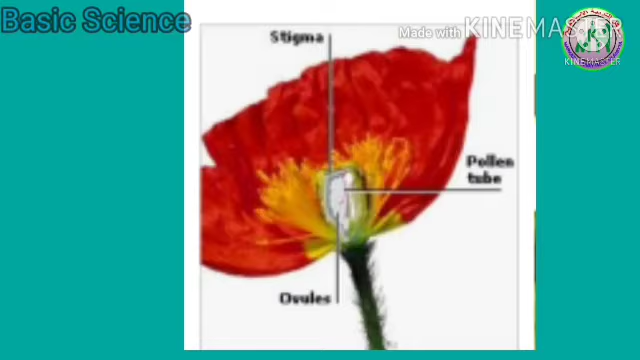 Basic Science
Stigma
Made with KINEMASTER
KINEMASTER
Pollen
tube
Ovules